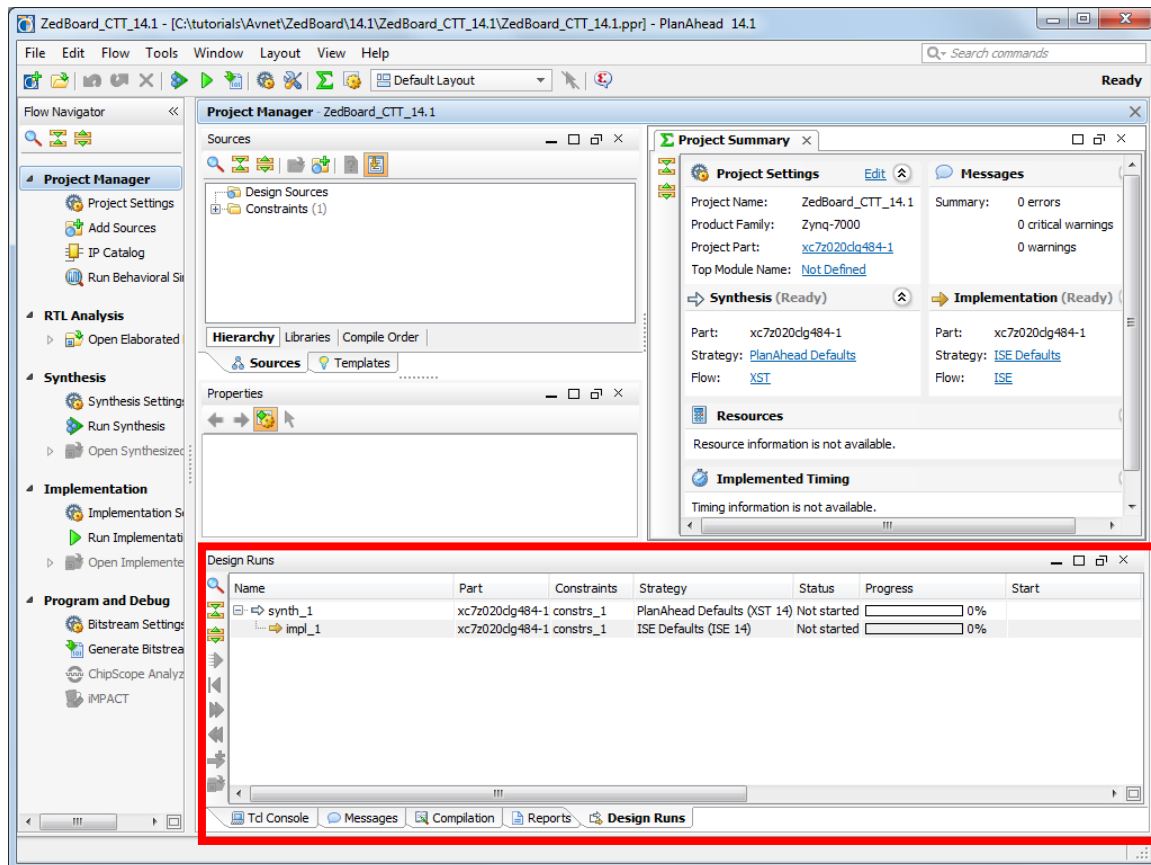 ZedBoard_CTT_14.1 - [C:\tutorials\Avnet\ZedBoard\14.1\ZedBoard_CTT_14.1\ZedBoard_CTT_14.1.ppr] - PlanAhead 14.1
File Edit Flow Tools Window Layout View Help
Search commands
Default Layout
Ready
Flow Navigator
Project Manager
Project Settings
Add Sources
IP Catalog
Run Behavioral Si
RTL Analysis
Open Elaborated
Synthesis
Synthesis Settings
Run Synthesis
Open Synthesized
Implementation
Implementation Se
Run Implementati
Open Implemente
Program and Debug
Bitstream Settings
Generate Bitstrea
ChipScope Analyz
iMPACT
Project Manager - ZedBoard_CTT_14.1
Sources
Design Sources
Constraints (1)
Hierarchy Libraries Compile Order
Sources Templates
Properties
Project Summary
Project Settings Edit
Project Name: ZedBoard_CTT_14.1
Product Family: Zynq-7000
Project Part: xc7z020clg484-1
Top Module Name: Not Defined
Messages
Summary: 0 errors
0 critical warnings
0 warnings
Synthesis (Ready)
Part: xc7z020clg484-1
Strategy: PlanAhead Defaults
Flow: XST
Implementation (Ready)
Part: xc7z020clg484-1
Strategy: ISE Defaults
Flow: ISE
Resources
Resource information is not available.
Implemented Timing
Timing information is not available.
Design Runs
Name Part Constraints Strategy Status Progress Start
synth_1 xc7z020clg484-1 constrs_1 PlanAhead Defaults (XST 14) Not started 0%
impl_1 xc7z020clg484-1 constrs_1 ISE Defaults (ISE 14) Not started 0%
Tcl Console Messages Compilation Reports Design Runs